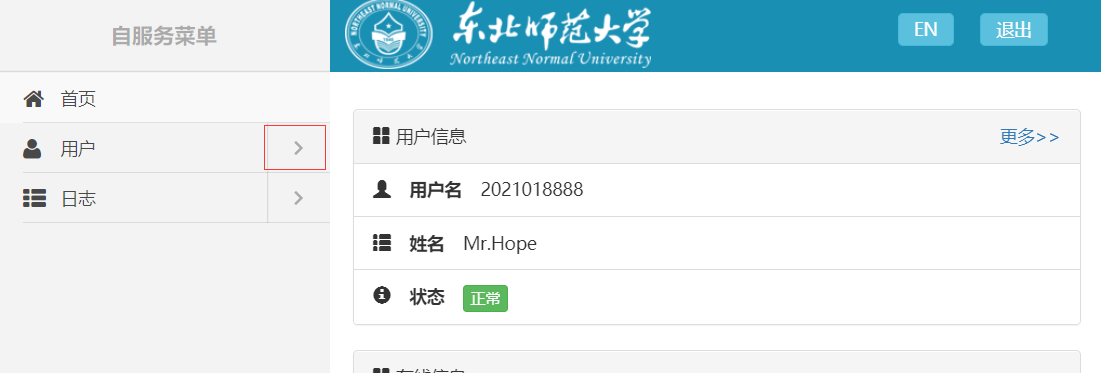 自服务菜单
首页
用户
日志
NORTHEAST NORMAL UNIVERSITY
东北师范大学
Northeast Normal University
EN
退出
用户信息
更多>>
用户名 2021018888
姓名 Mr.Hope
状态 正常